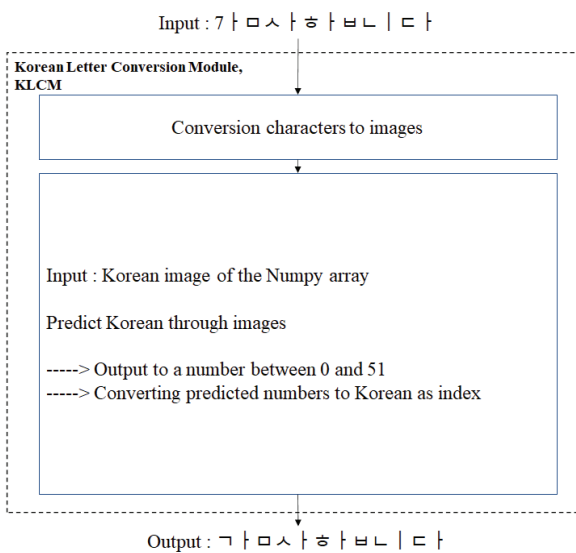 Input : 7ㅏㅁㅅㅏㅎㅏㅂㄴㅣㄷㅏ
Korean Letter Conversion Module,
KLCM
Conversion characters to images
Input : Korean image of the Numpy array
Predict Korean through images
-----> Output to a number between 0 and 51
-----> Converting predicted numbers to Korean as index
Output : ㄱㅏㅁㅅㅏㅎㅏㅂㄴㅣㄷㅏ